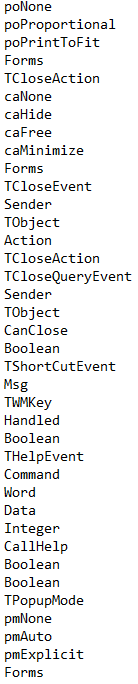 poNone
poProportional
poPrintToFit
Forms
TCloseAction
caNone
caHide
caFree
caMinimize
Forms
TCloseEvent
Sender
TObject
Action
TCloseAction
TCloseQueryEvent
Sender
TObject
CanClose
Boolean
TShortCutEvent
Msg
TWMKey
Handled
Boolean
THelpEvent
Command
Word
Data
Integer
CallHelp
Boolean
Boolean
TPopupMode
pmNone
pmAuto
pmExplicit
Forms